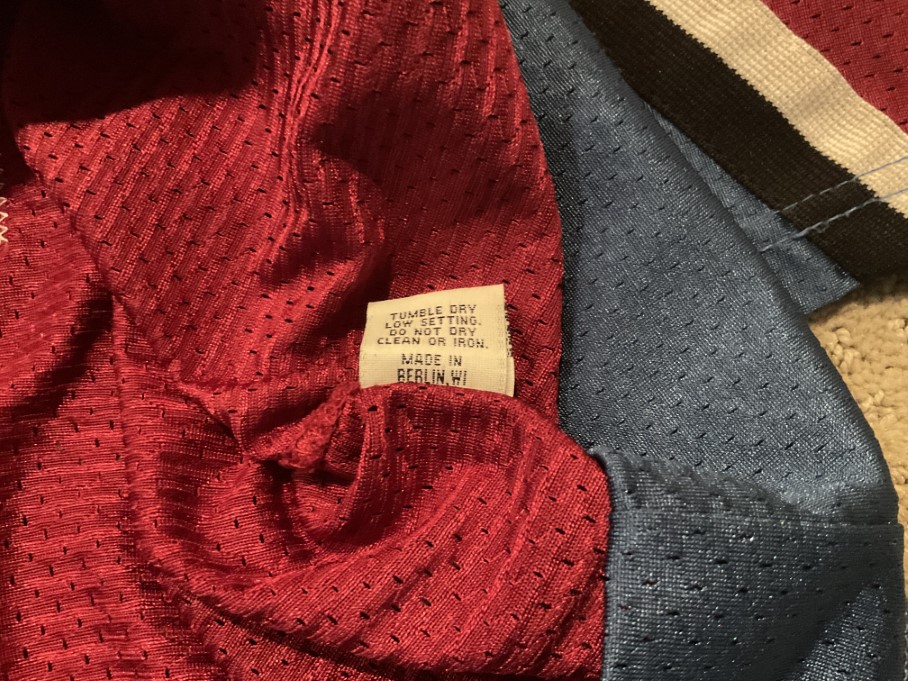 TUMBLE DRY
LOW SETTING.
DO NOT DRY
CLEAN OR IRON.
MADE IN
BERLIN, WI